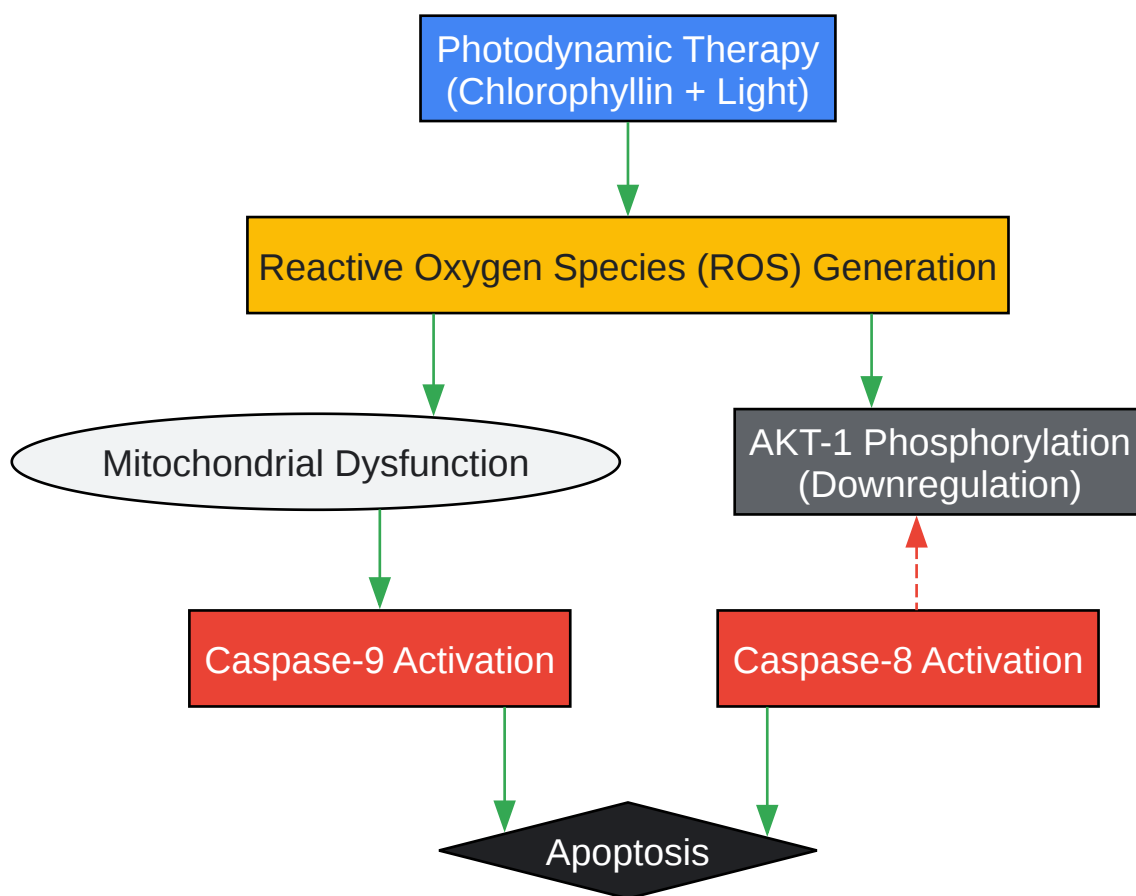 Photodynamic Therapy
(Chlorophyllin + Light)
Reactive Oxygen Species (ROS) Generation
Mitochondrial Dysfunction
AKT-1 Phosphorylation
(Downregulation)
Caspase-9 Activation
Caspase-8 Activation
Apoptosis